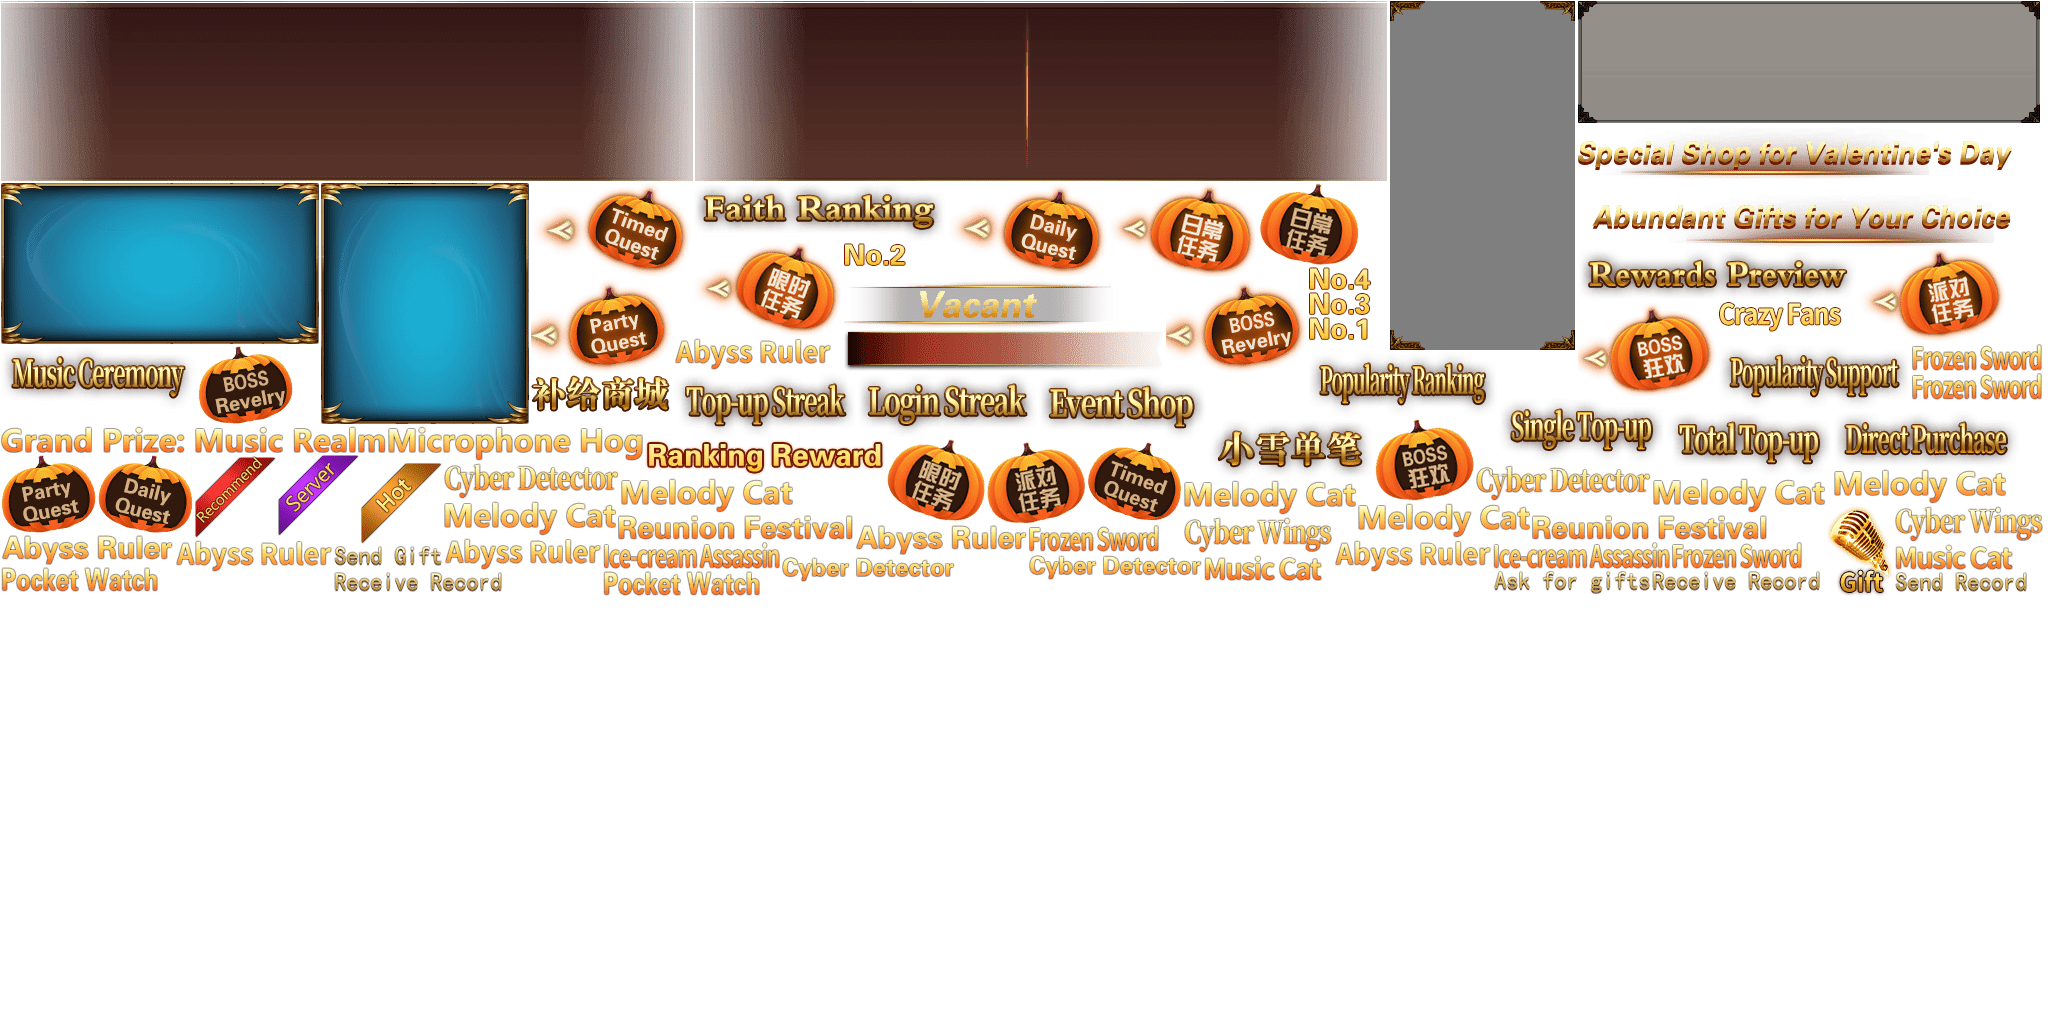 Special Shop for Valentine's Day
Abundant Gifts for Your Choice
Timed
Quest
Faith Ranking
Daily
Quest
日常
任务
日常
任务
No.2
限时
任务
Vacant
No.4
No.3
No.1
Rewards Preview
Crazy Fans
派对
任务
Party
Quest
BOSS
Revelry
BOSS
狂欢
Abyss Ruler
Music Ceremony
BOSS
Revelry
补给商城
Top-up Streak
Login Streak
Event Shop
Popularity Ranking
Popularity Support
Frozen Sword
Frozen Sword
Grand Prize: Music Realm
Microphone Hog
Ranking Reward
小雪单笔
Single Top-up
Total Top-up
Direct Purchase
Party
Quest
Daily
Quest
Recommend
Server
Hot
Cyber Detector
Melody Cat
限时
任务
派对
任务
Timed
Quest
Melody Cat
BOSS
狂欢
Cyber Detector
Melody Cat
Melody Cat
Melody Cat
Reunion Festival
Cyber Wings
Melody Cat
Reunion Festival
Cyber Wings
Abyss Ruler
Abyss Ruler
Send Gift
Abyss Ruler
Ice-cream Assassin
Abyss Ruler
Frozen Sword
Abyss Ruler
Ice-cream Assassin
Frozen Sword
Music Cat
Pocket Watch
Receive Record
Pocket Watch
Cyber Detector
Cyber Detector
Music Cat
Ask for gifts
Receive Record
Gift
Send Record